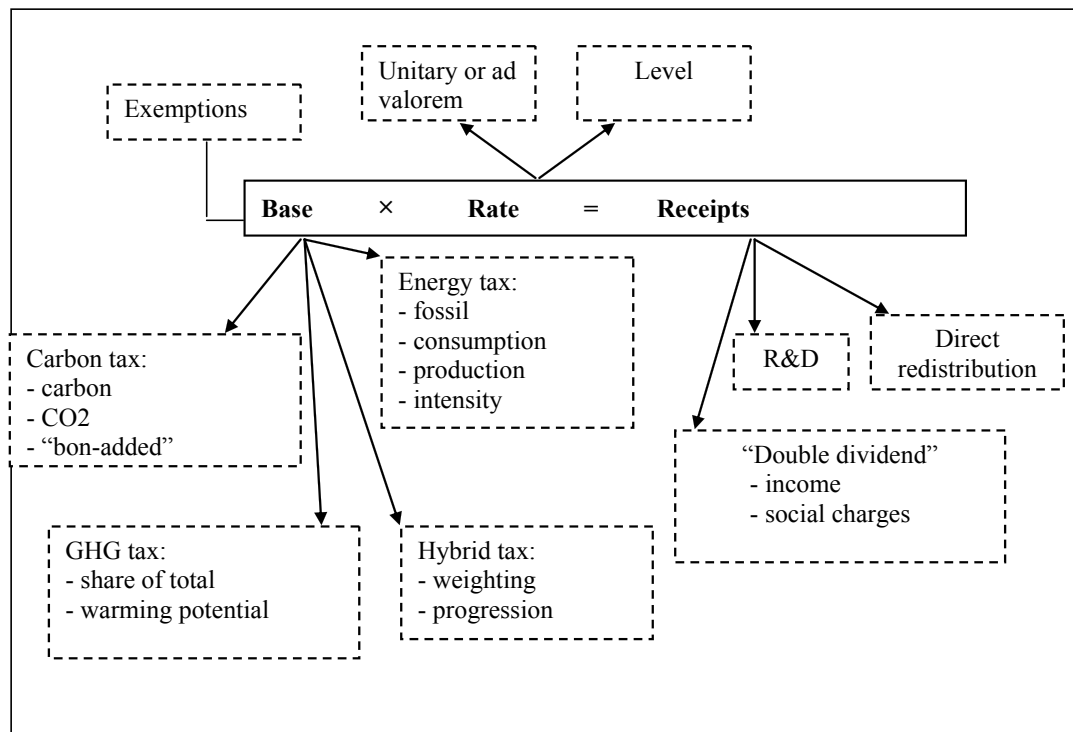 Unitary or ad
valorem
Level
Exemptions
Base × Rate = Receipts
Energy tax:
- fossil
- consumption
- production
- intensity
Carbon tax:
- carbon
- CO2
- “bon-added”
R&D
Direct
redistribution
“Double dividend”
- income
- social charges
GHG tax:
- share of total
- warming potential
Hybrid tax:
- weighting
- progression